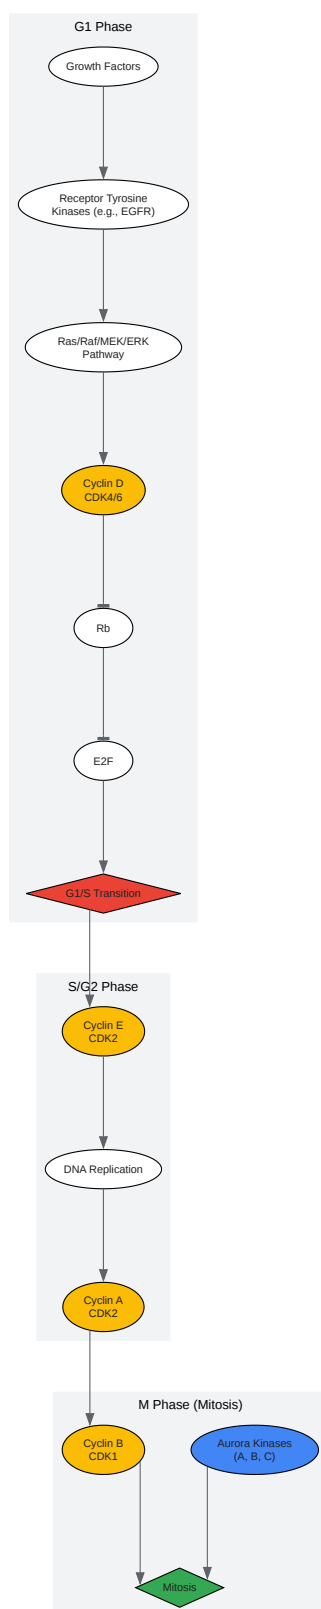 G1 Phase
Growth Factors
Receptor Tyrosine
Kinases (e.g., EGFR)
Ras/Raf/MEK/ERK
Pathway
Cyclin D
CDK4/6
Rb
E2F
G1/S Transition
S/G2 Phase
Cyclin E
CDK2
DNA Replication
Cyclin A
CDK2
M Phase (Mitosis)
Cyclin B
CDK1
Aurora Kinases
(A, B, C)
Mitosis